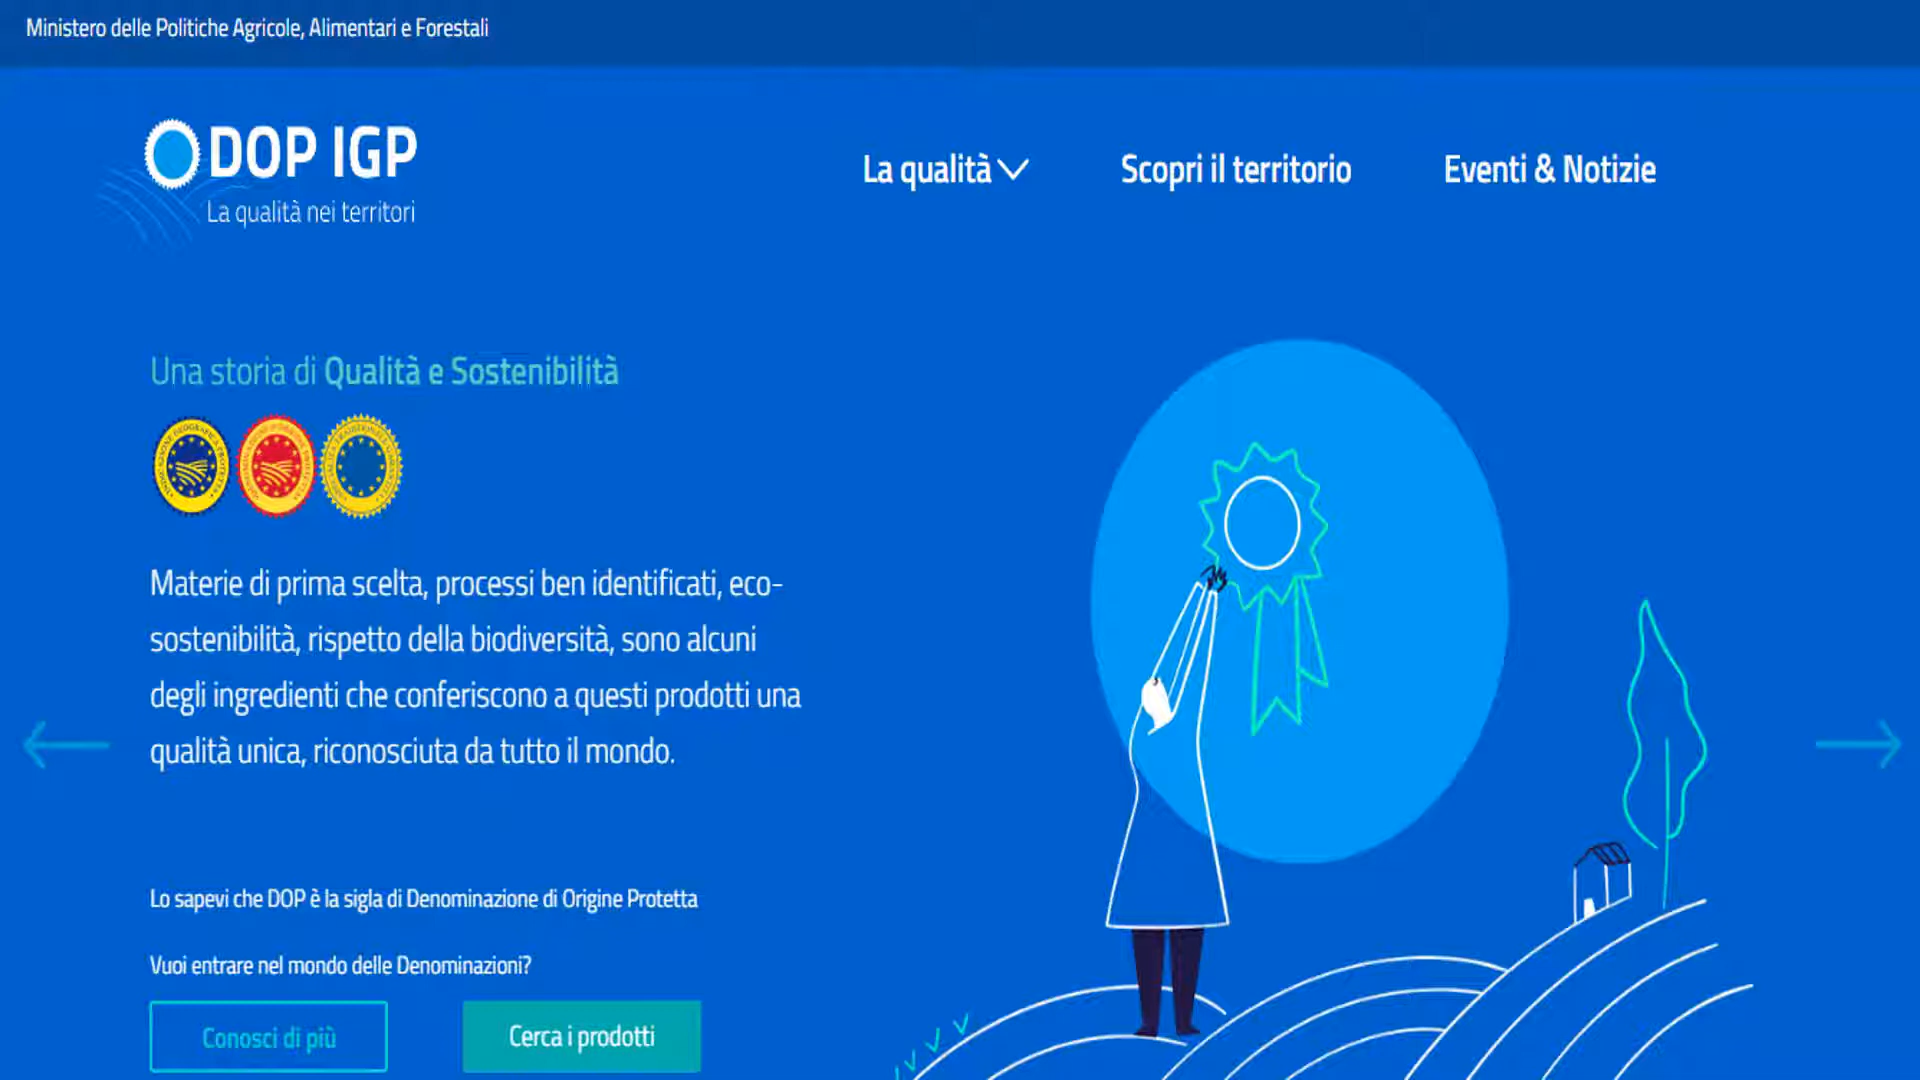 Ministero delle Politiche Agricole, Alimentari e Forestali
DOP IGP
La qualità nei territori
La qualità
Scopri il territorio
Eventi & Notizie
Una storia di Qualità e Sostenibilità
Materie di prima scelta, processi ben identificati, eco-
sostenibilità, rispetto della biodiversità, sono alcuni
degli ingredienti che conferiscono a questi prodotti una
qualità unica, riconosciuta da tutto il mondo.
Lo sapevi che DOP è la sigla di Denominazione di Origine Protetta
Vuoi entrare nel mondo delle Denominazioni?
Conosci di più
Cerca i prodotti